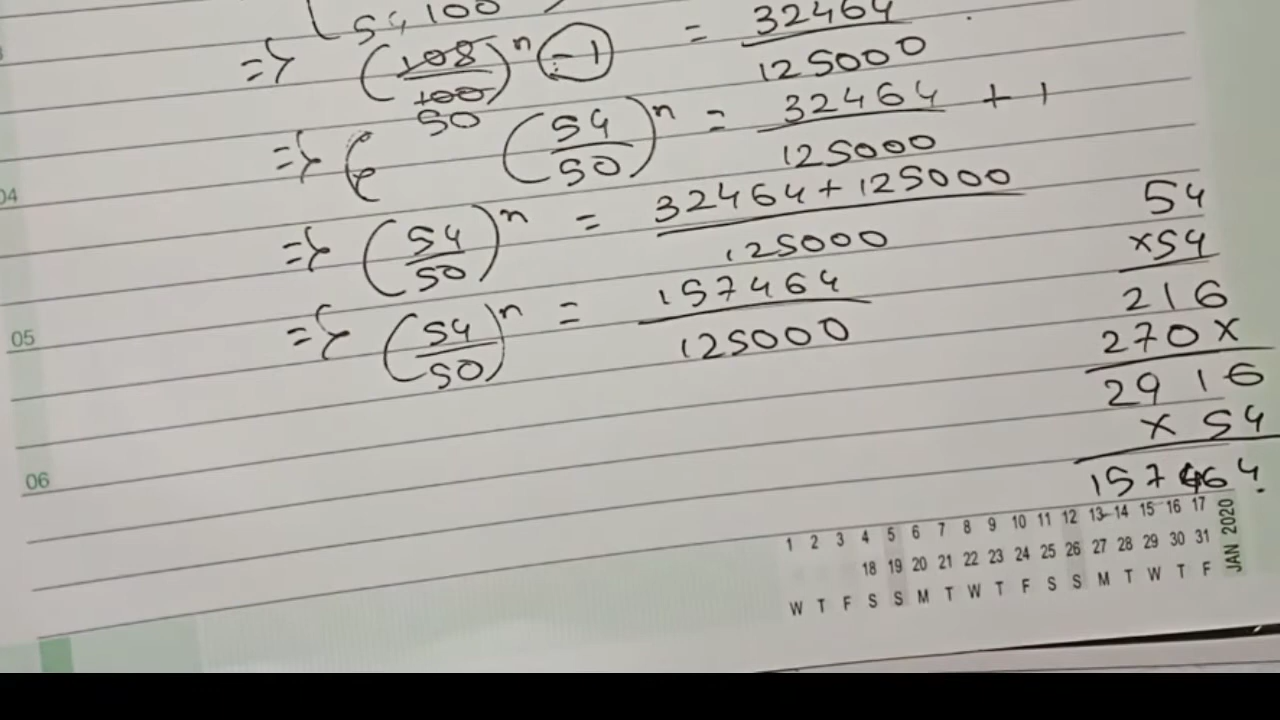 54, 100
=> (108/100)^n - 1 = 32464/125000
50
=> ( (54/50)^n = 32464/125000 + 1
04
=> (54/50)^n = 32464 + 125000/125000
=> (54/50)^n = 157464/125000
05
06
54
×54
216
270×
2916
× 54
157464.
1 2 3 4 5 6 7 8 9 10 11 12 13 14 15 16 17
18 19 20 21 22 23 24 25 26 27 28 29 30 31
W T F S S M T W T F S S M T W T F
JAN 2020